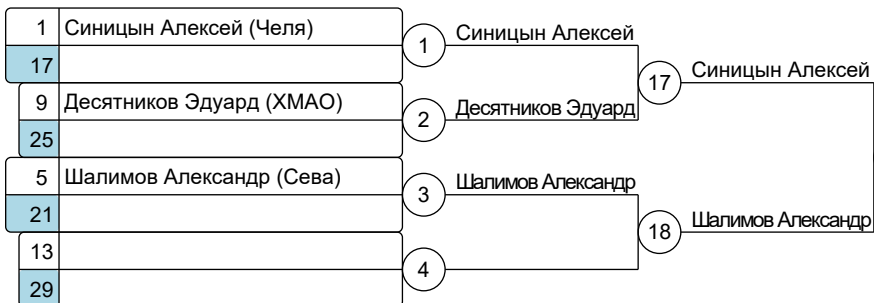 1 Синицын Алексей (Челя)
17
9 Десятников Эдуард (ХМАО)
25
5 Шалимов Александр (Сева)
21
13
29
1 Синицын Алексей
2 Десятников Эдуард
3 Шалимов Александр
4
17 Синицын Алексей
18 Шалимов Александр